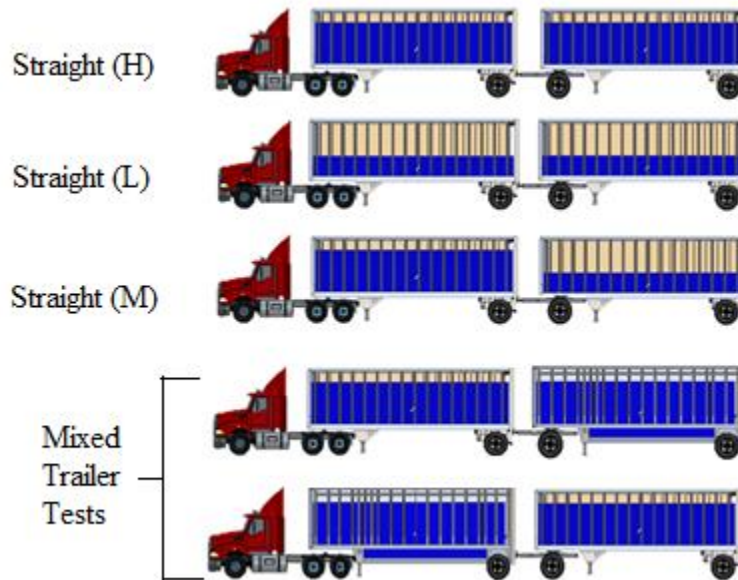 Straight (H)
Straight (L)
Straight (M)
Mixed
Trailer
Tests